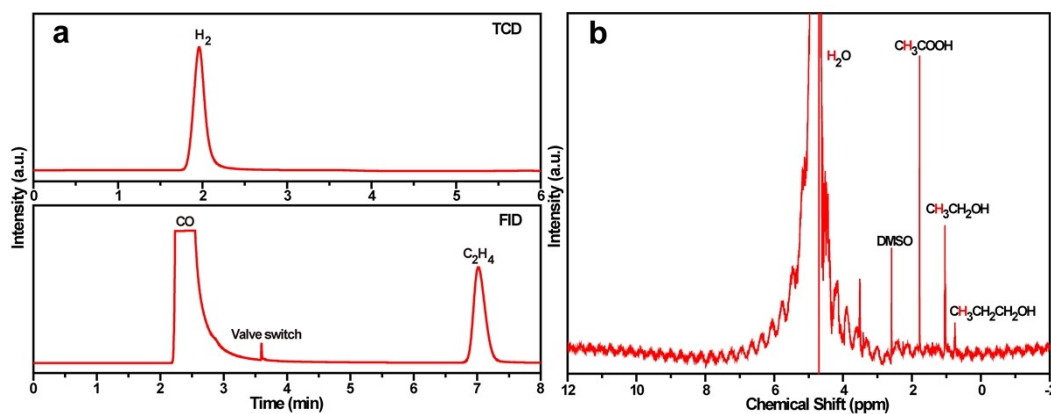 a
TCD
H2
0 1 2 3 4 5 6
FID
CO
C2H4
Valve switch
0 1 2 3 4 5 6 7 8
Time (min)
Intensity (a.u.)
b
H2O
CH3COOH
CH3CH2OH
DMSO
CH3CH2CH2OH
12 10 8 6 4 2 0 -2
Chemical Shift (ppm)
Intensity (a.u.)